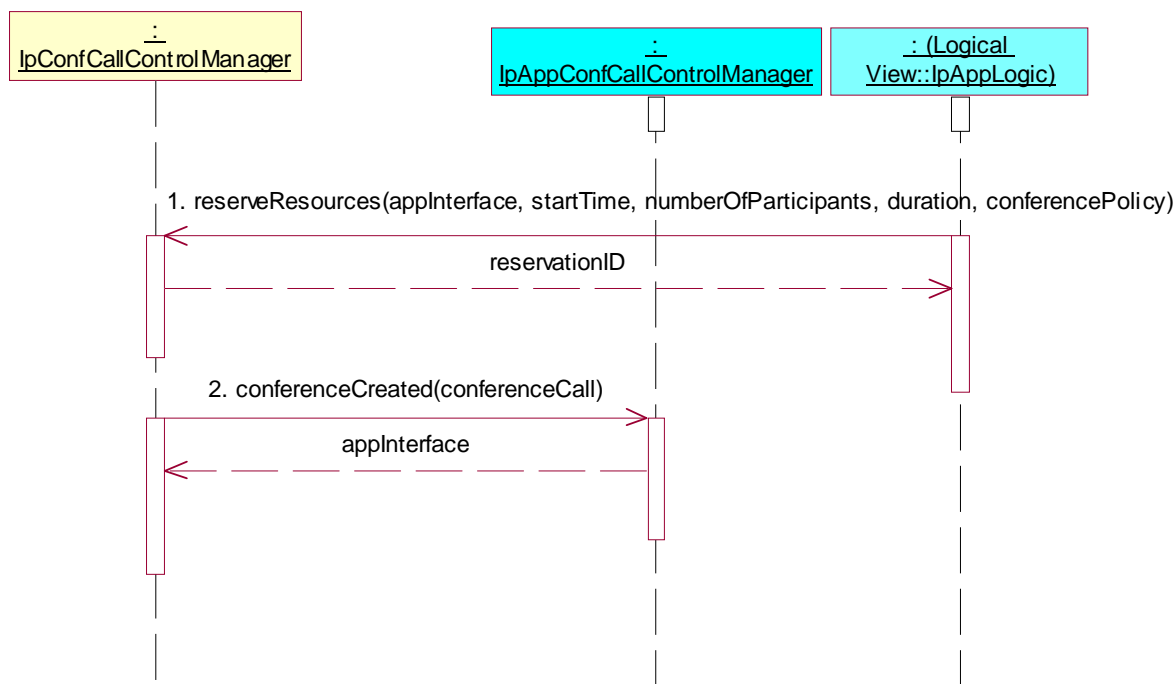 :
IpConfCallControlManager
:
IpAppConfCallControlManager
: (Logical
View::IpAppLogic)
1. reserveResources(appInterface, startTime, numberOfParticipants, duration, conferencePolicy)
reservationID
2. conferenceCreated(conferenceCall)
appInterface